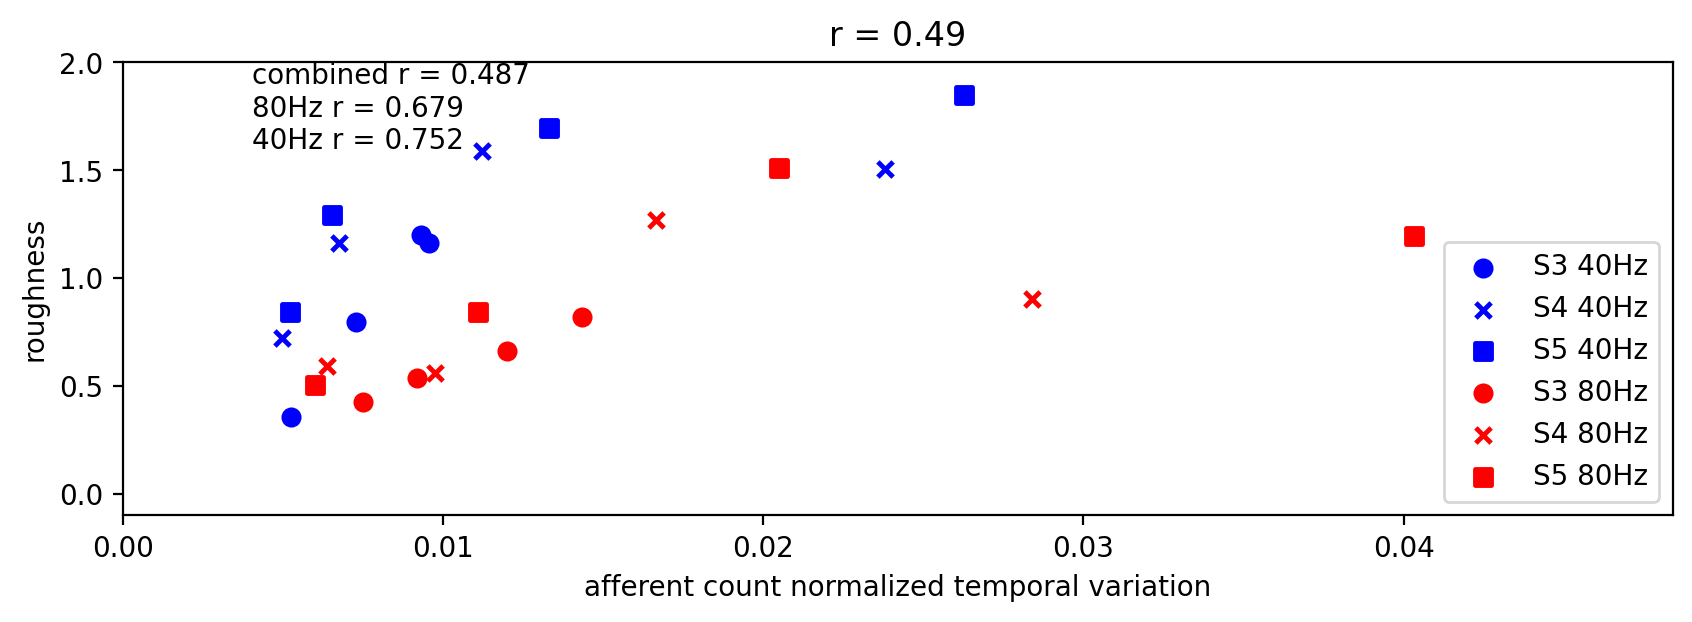 r = 0.49
combined r = 0.487
80Hz r = 0.679
40Hz r = 0.752
2.0
1.5
1.0
0.5
0.0
roughness
S3 40Hz
S4 40Hz
S5 40Hz
S3 80Hz
S4 80Hz
S5 80Hz
0.00 0.01 0.02 0.03 0.04
afferent count normalized temporal variation